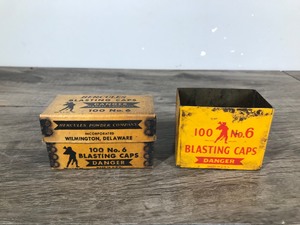 HERCULES
BLASTING CAPS
100 No. 6
DANGER
HERCULES POWDER COMPANY
INCORPORATED
WILMINGTON, DELAWARE
100 No. 6
BLASTING CAPS
DANGER
100 No. 6
BLASTING CAPS
DANGER